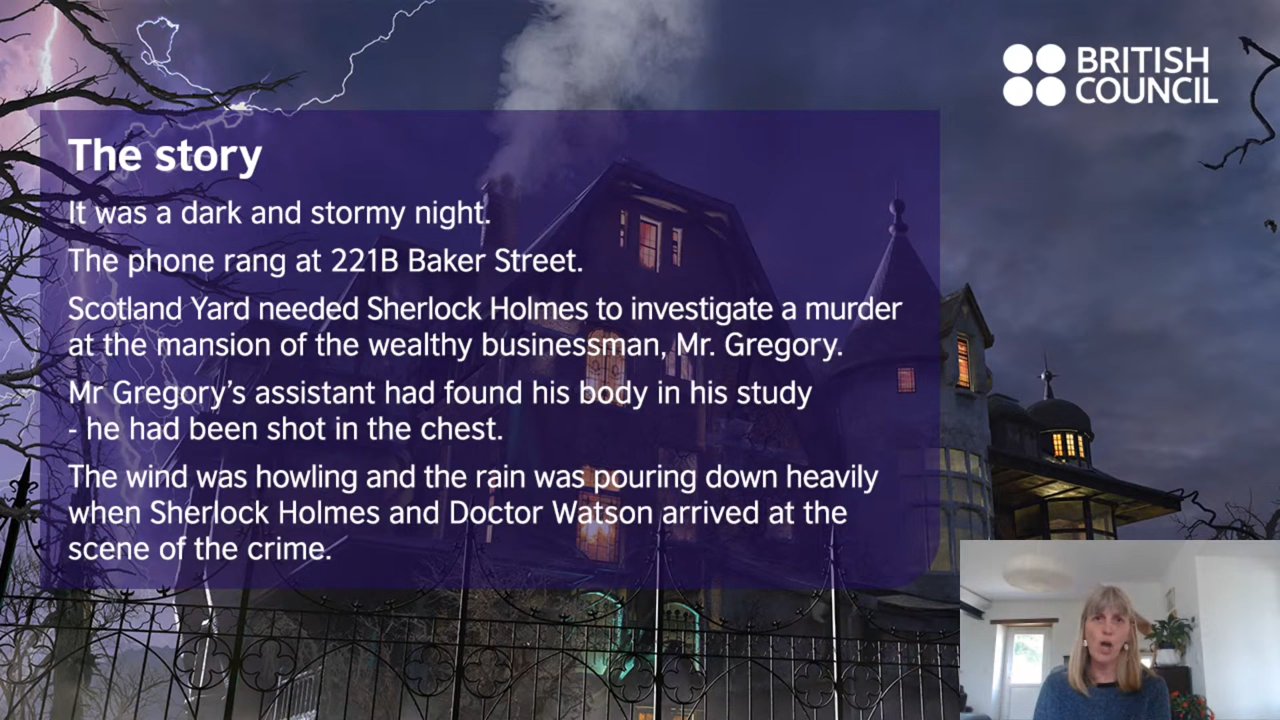 BRITISH
COUNCIL
The story
It was a dark and stormy night.
The phone rang at 221B Baker Street.
Scotland Yard needed Sherlock Holmes to investigate a murder
at the mansion of the wealthy businessman, Mr. Gregory.
Mr Gregory’s assistant had found his body in his study
- he had been shot in the chest.
The wind was howling and the rain was pouring down heavily
when Sherlock Holmes and Doctor Watson arrived at the
scene of the crime.